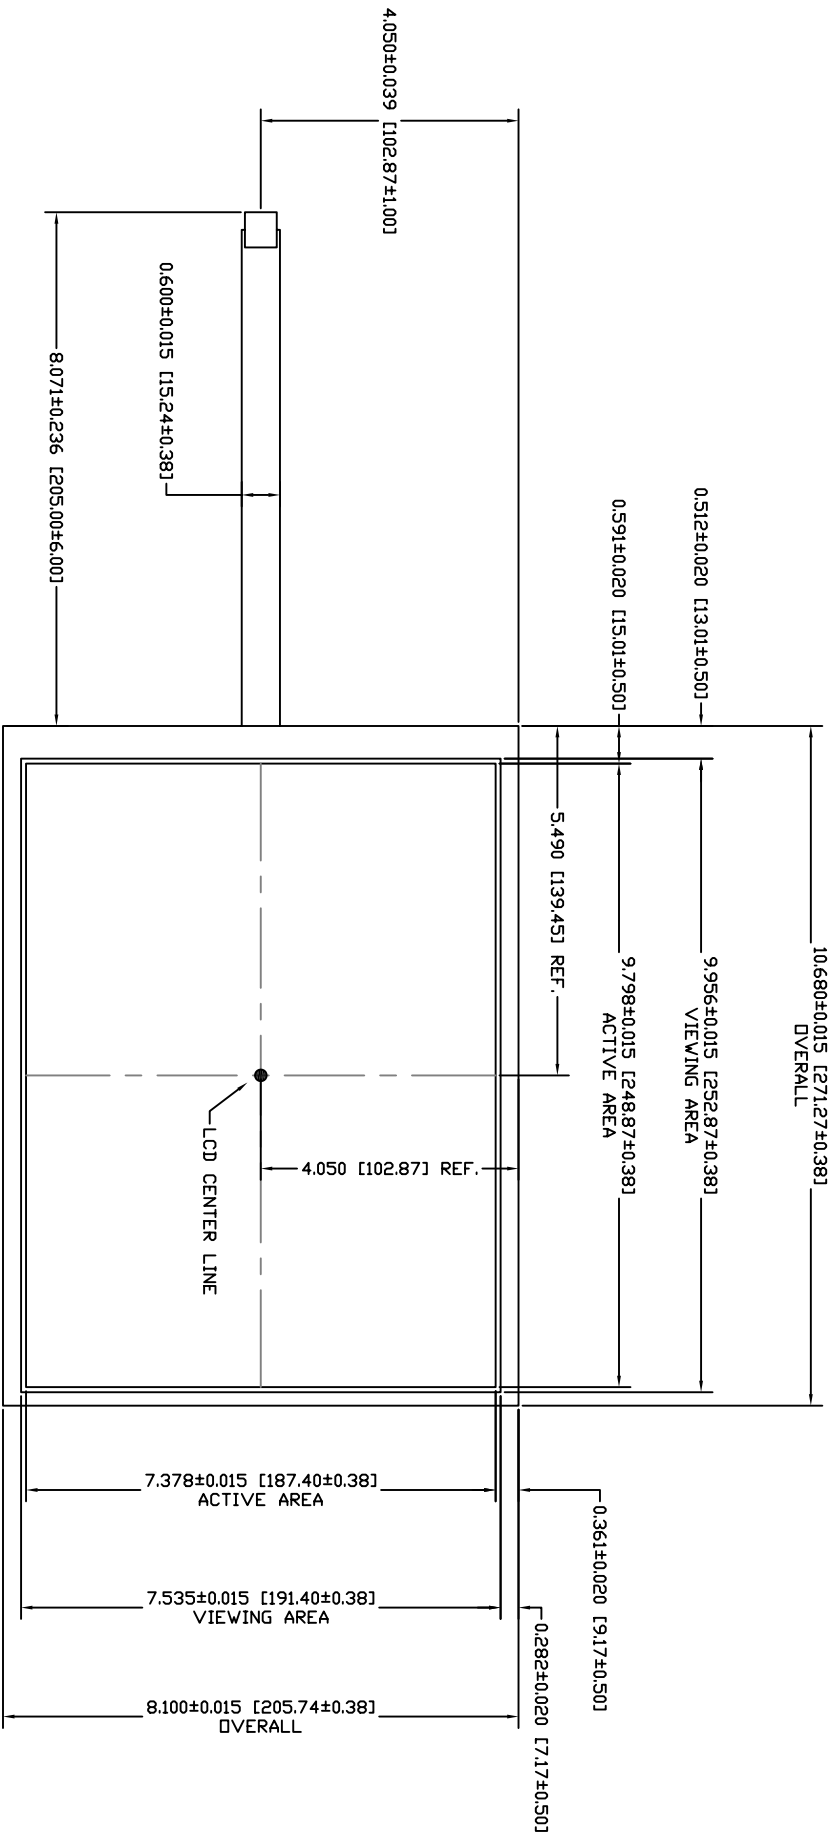 10.680±0.015 [271.27±0.38]
OVERALL
9.956±0.015 [252.87±0.38]
VIEWING AREA
9.798±0.015 [248.87±0.38]
ACTIVE AREA
0.512±0.020 [13.01±0.50]
0.591±0.020 [15.01±0.50]
5.490 [139.45] REF.
4.050±0.039 [102.87±1.00]
0.600±0.015 [15.24±0.38]
8.071±0.236 [205.00±6.00]
4.050 [102.87] REF.
LCD CENTER LINE
0.361±0.020 [9.17±0.50]
0.282±0.020 [7.17±0.50]
7.378±0.015 [187.40±0.38]
ACTIVE AREA
7.535±0.015 [191.40±0.38]
VIEWING AREA
8.100±0.015 [205.74±0.38]
OVERALL